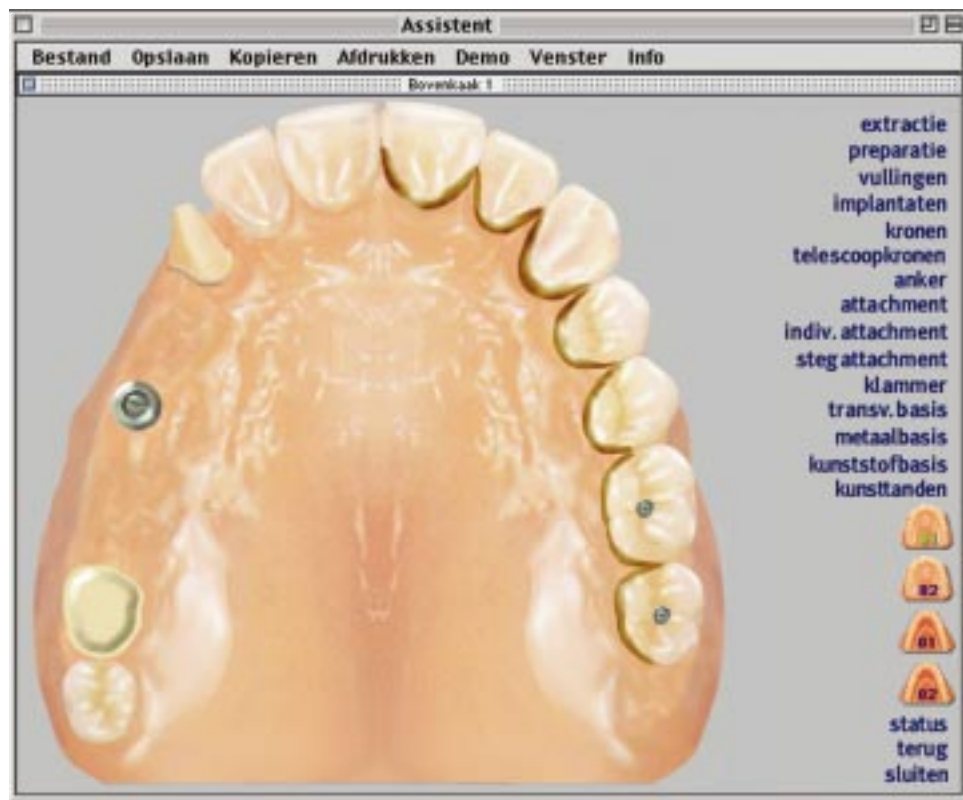 Assistent
Bestand Opslaan Kopieren Afdrukken Demo Venster Info
Bovenkaak 1
extractie
preparatie
vullingen
implantaten
kronen
telescoopkronen
anker
attachment
indiv. attachment
steg attachment
klammer
transv. basis
metaalbasis
kunststofbasis
kunsttanden
B2
B1
B2
status
terug
sluiten